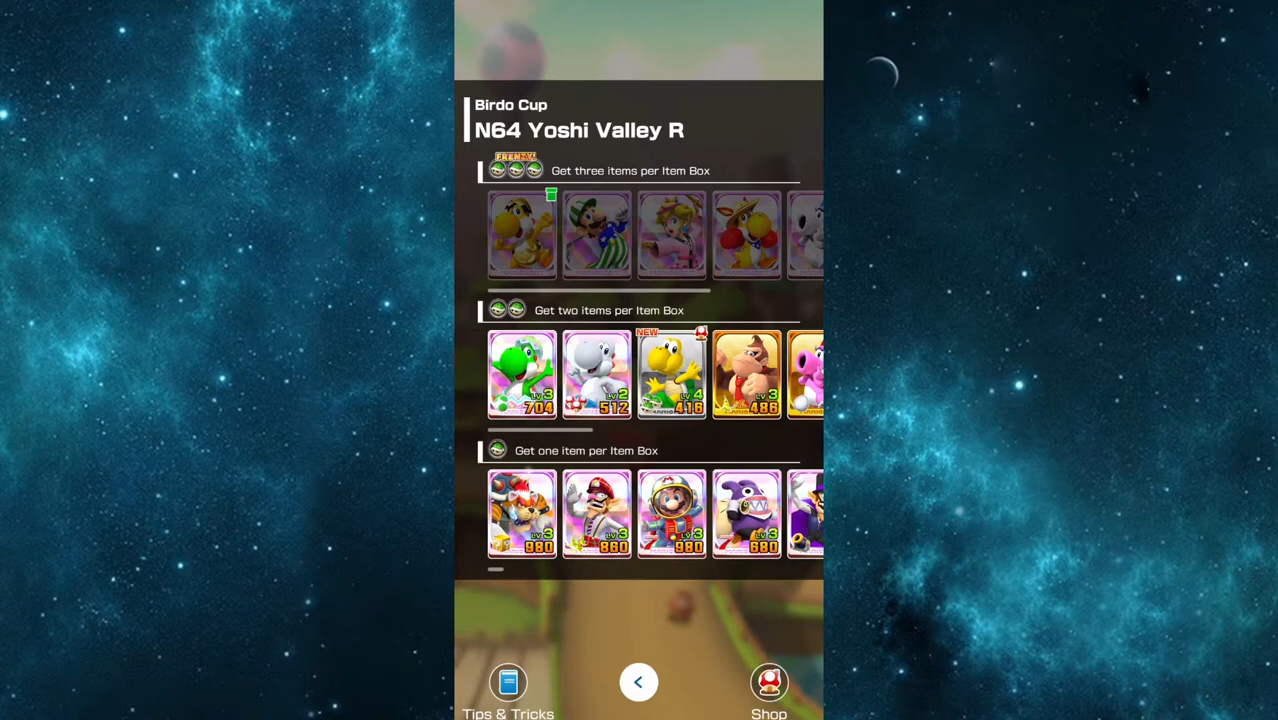 Birdo Cup
N64 Yoshi Valley R
FRENZY!
Get three items per Item Box
Get two items per Item Box
NEW
LV 3 LV 2 LV 4 LV 3
704 512 416 486
Get one item per Item Box
LV 3 LV 3 LV 3 LV 3
980 860 980 680
<
Tips & Tricks Shop